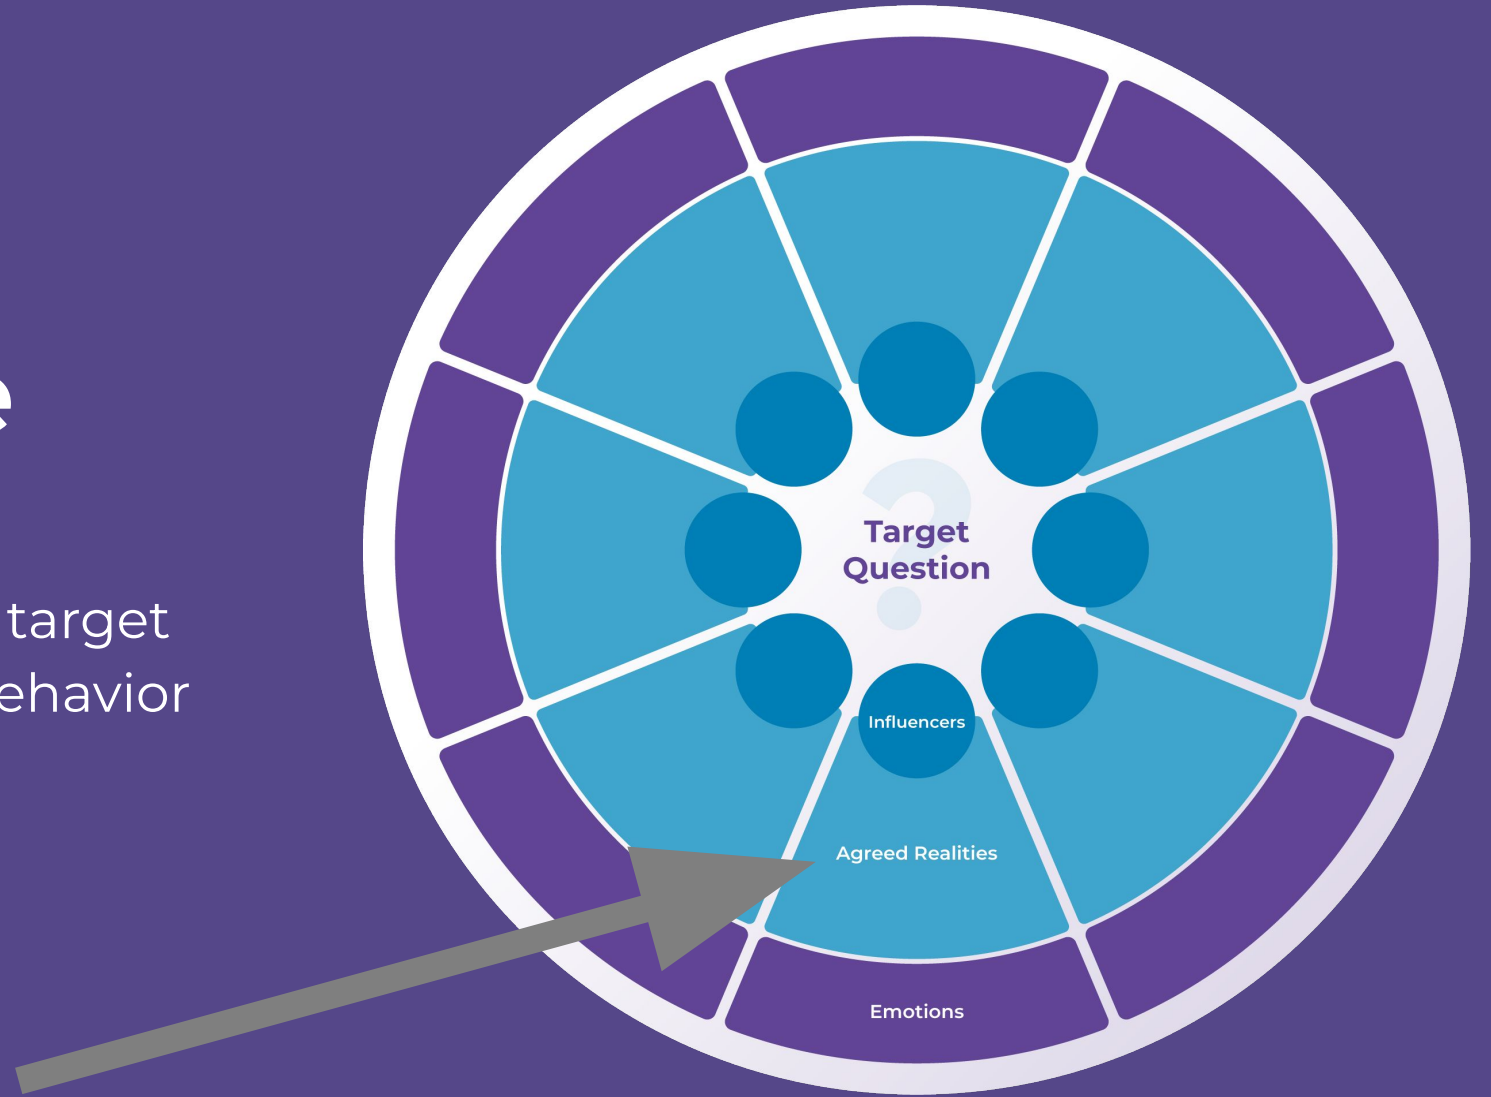 e
target
ehavior
?
Target
Question
Influencers
Agreed Realities
Emotions